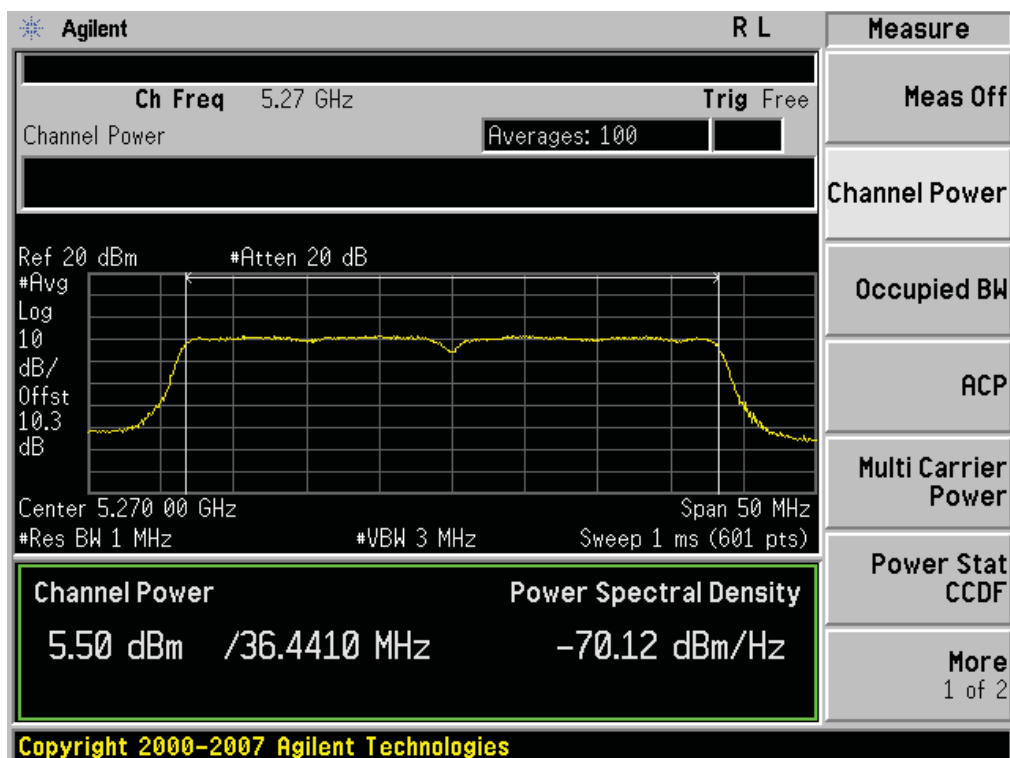 Agilent R L
Measure
Ch Freq 5.27 GHz Trig Free
Channel Power Averages: 100
Ref 20 dBm #Atten 20 dB
#Avg
Log
10
dB/
Offst
10.3
dB
Center 5.270 00 GHz Span 50 MHz
#Res BW 1 MHz #VBW 3 MHz Sweep 1 ms (601 pts)
Channel Power Power Spectral Density
5.50 dBm /36.4410 MHz -70.12 dBm/Hz
Meas Off
Channel Power
Occupied BW
ACP
Multi Carrier
Power
Power Stat
CCDF
More
1 of 2
Copyright 2000-2007 Agilent Technologies